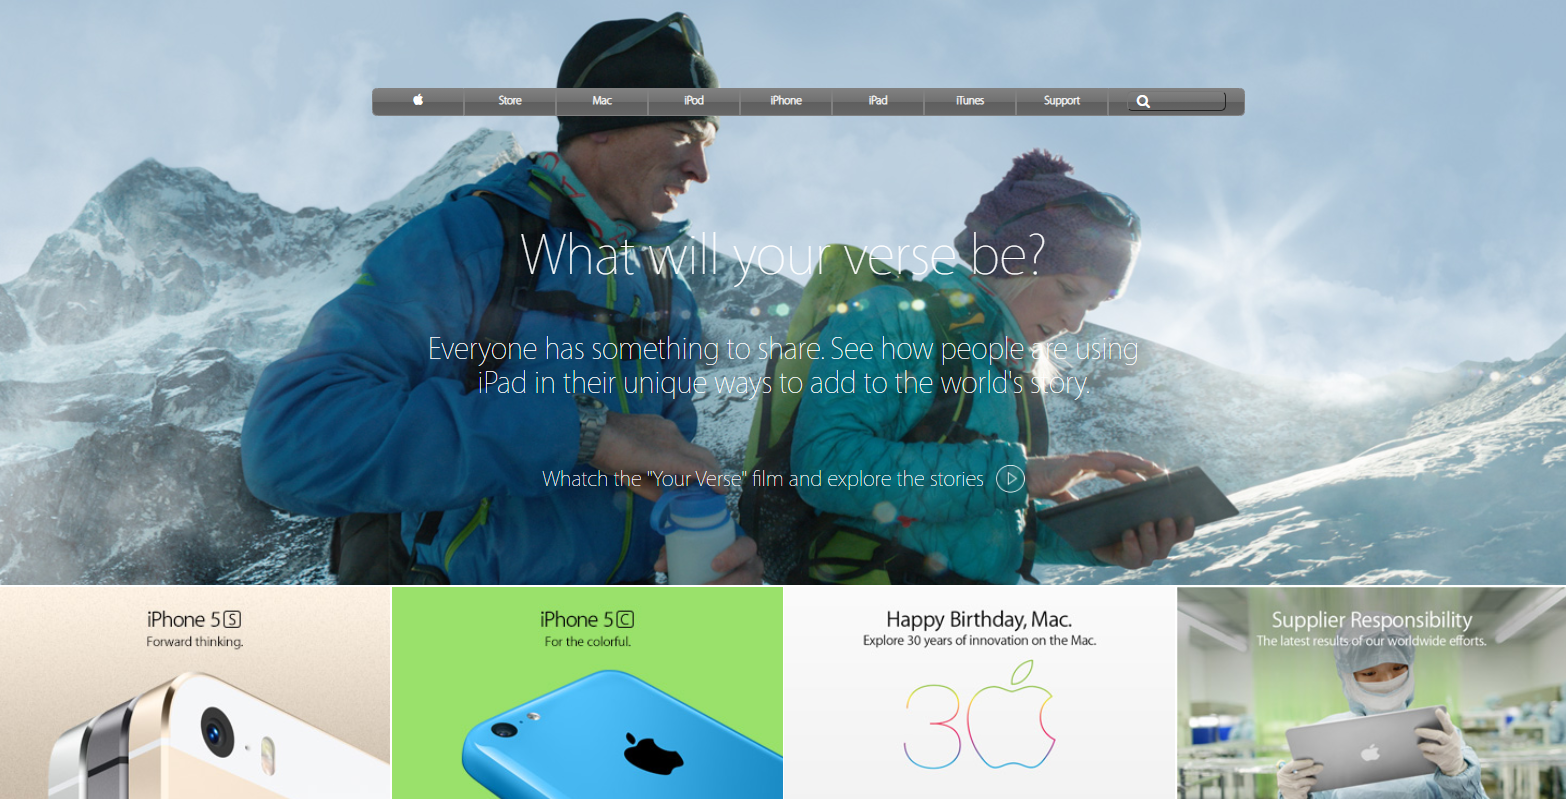 Store Mac iPod iPhone iPad iTunes Support
What will your verse be?
Everyone has something to share. See how people are using
iPad in their unique ways to add to the world's story.
Whatch the "Your Verse" film and explore the stories
iPhone 5S
Forward thinking.
iPhone 5C
For the colorful.
Happy Birthday, Mac.
Explore 30 years of innovation on the Mac.
30
Supplier Responsibility
The latest results of our worldwide efforts.